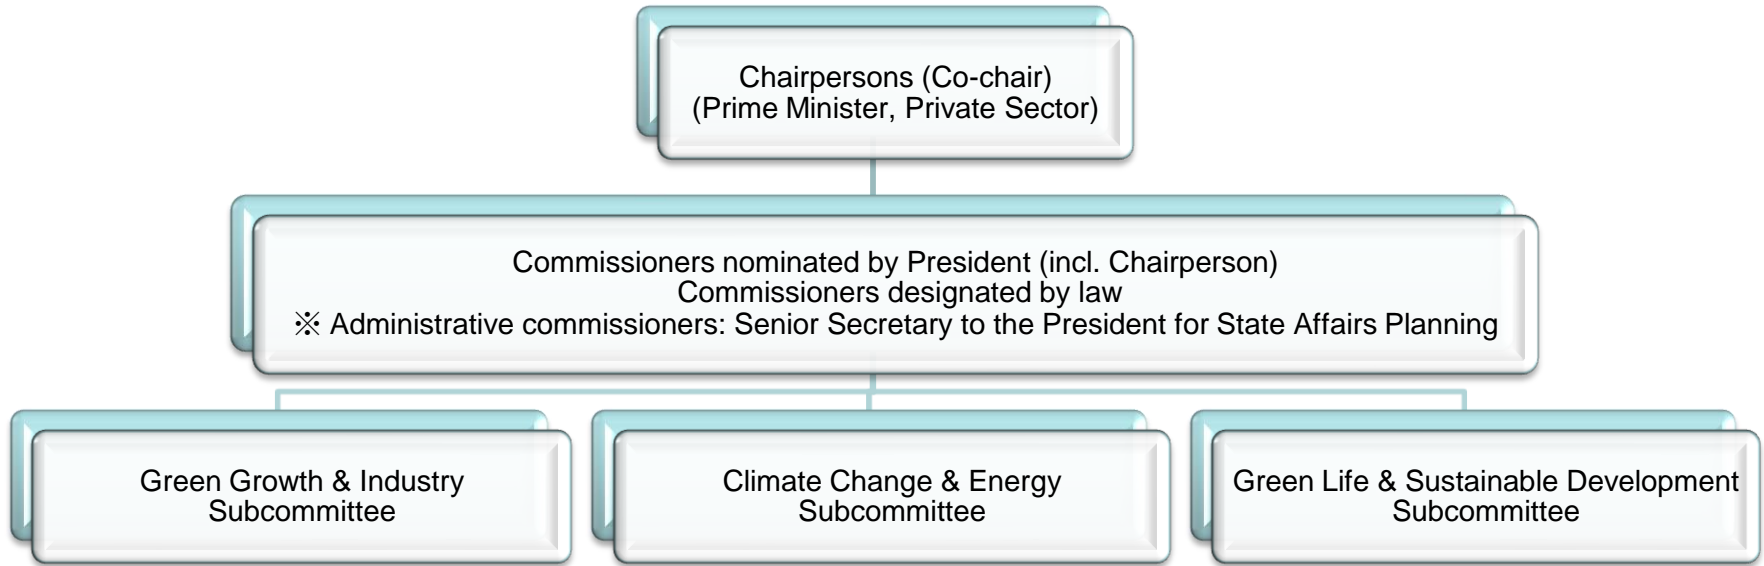 Chairpersons (Co-chair)
(Prime Minister, Private Sector)
Commissioners nominated by President (incl. Chairperson)
Commissioners designated by law
※ Administrative commissioners: Senior Secretary to the President for State Affairs Planning
Green Growth & Industry
Subcommittee
Climate Change & Energy
Subcommittee
Green Life & Sustainable Development
Subcommittee